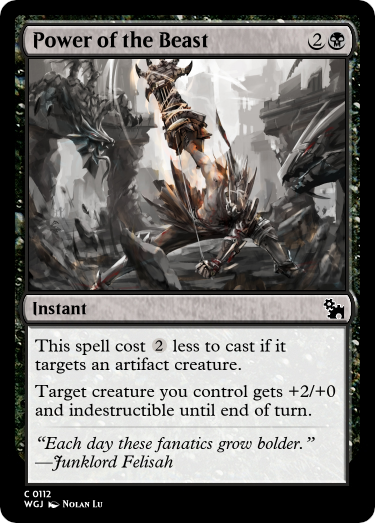 Power of the Beast 2
Instant
This spell cost 2 less to cast if it
targets an artifact creature.
Target creature you control gets +2/+0
and indestructible until end of turn.
“Each day these fanatics grow bolder.”
—Junklord Felisah
C 0112
WGJ Nolan Lu